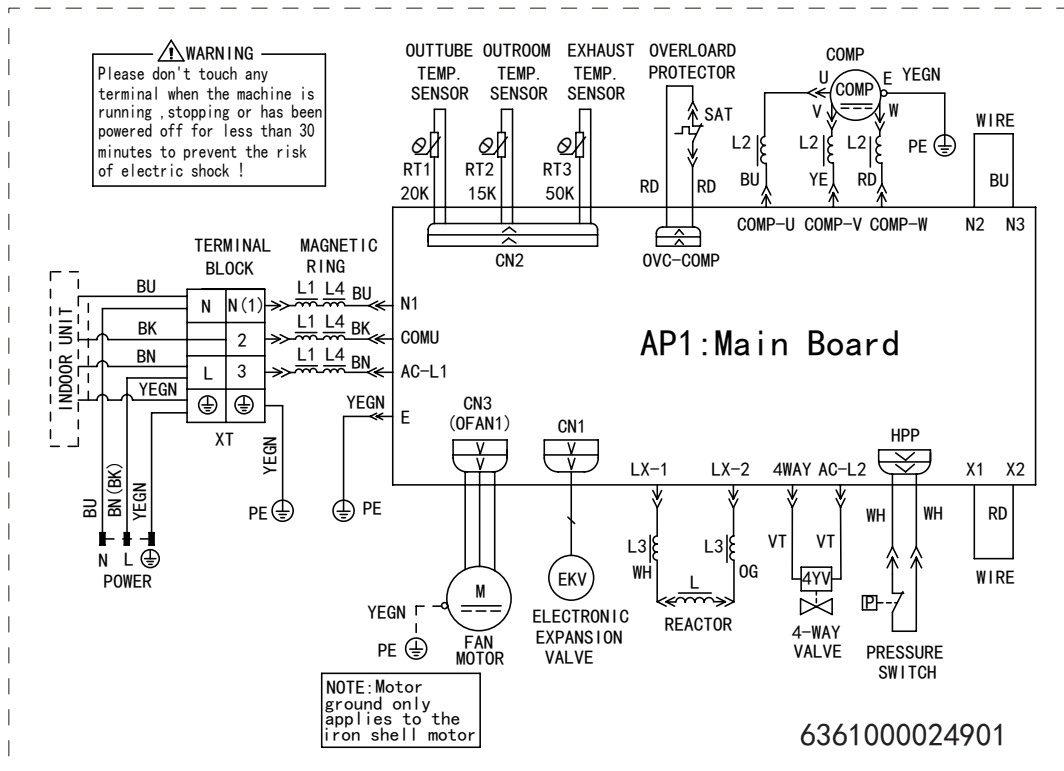 WARNING
Please don't touch any
terminal when the machine is
running ,stopping or has been
powered off for less than 30
minutes to prevent the risk
of electric shock !
OUTTUBE OUTROOM EXHAUST OVERLOARD
TEMP. TEMP. TEMP. PROTECTOR
SENSOR SENSOR SENSOR
COMP
U COMP E YEGN
V W
SAT
WIRE
RT1 RT2 RT3
20K 15K 50K
RD RD
L2 L2 L2
BU YE RD
PE
BU
COMP-U COMP-V COMP-W N2 N3
CN2 OVC-COMP
TERMINAL
BLOCK
MAGNETIC
RING
INDOOR UNIT
BU N N(1) L1 L4 BU N1
BK 2 L1 L4 BK COMU
BN L 3 L1 L4 BN AC-L1
YEGN
XT
YEGN E
AP1:Main Board
YEGN
PE
PE
BU
BN(BK)
YEGN
N L
POWER
CN3
(OFAN1)
CN1
LX-1 LX-2 4WAY AC-L2 HPP X1 X2
M
YEGN
PE
FAN
MOTOR
EKV
ELECTRONIC
EXPANSION
VALVE
L3 L3
WH L OG
REACTOR
VT VT
4YV
4-WAY
VALVE
WH WH
P
PRESSURE
SWITCH
RD
WIRE
NOTE:Motor
ground only
applies to the
iron shell motor
6361000024901